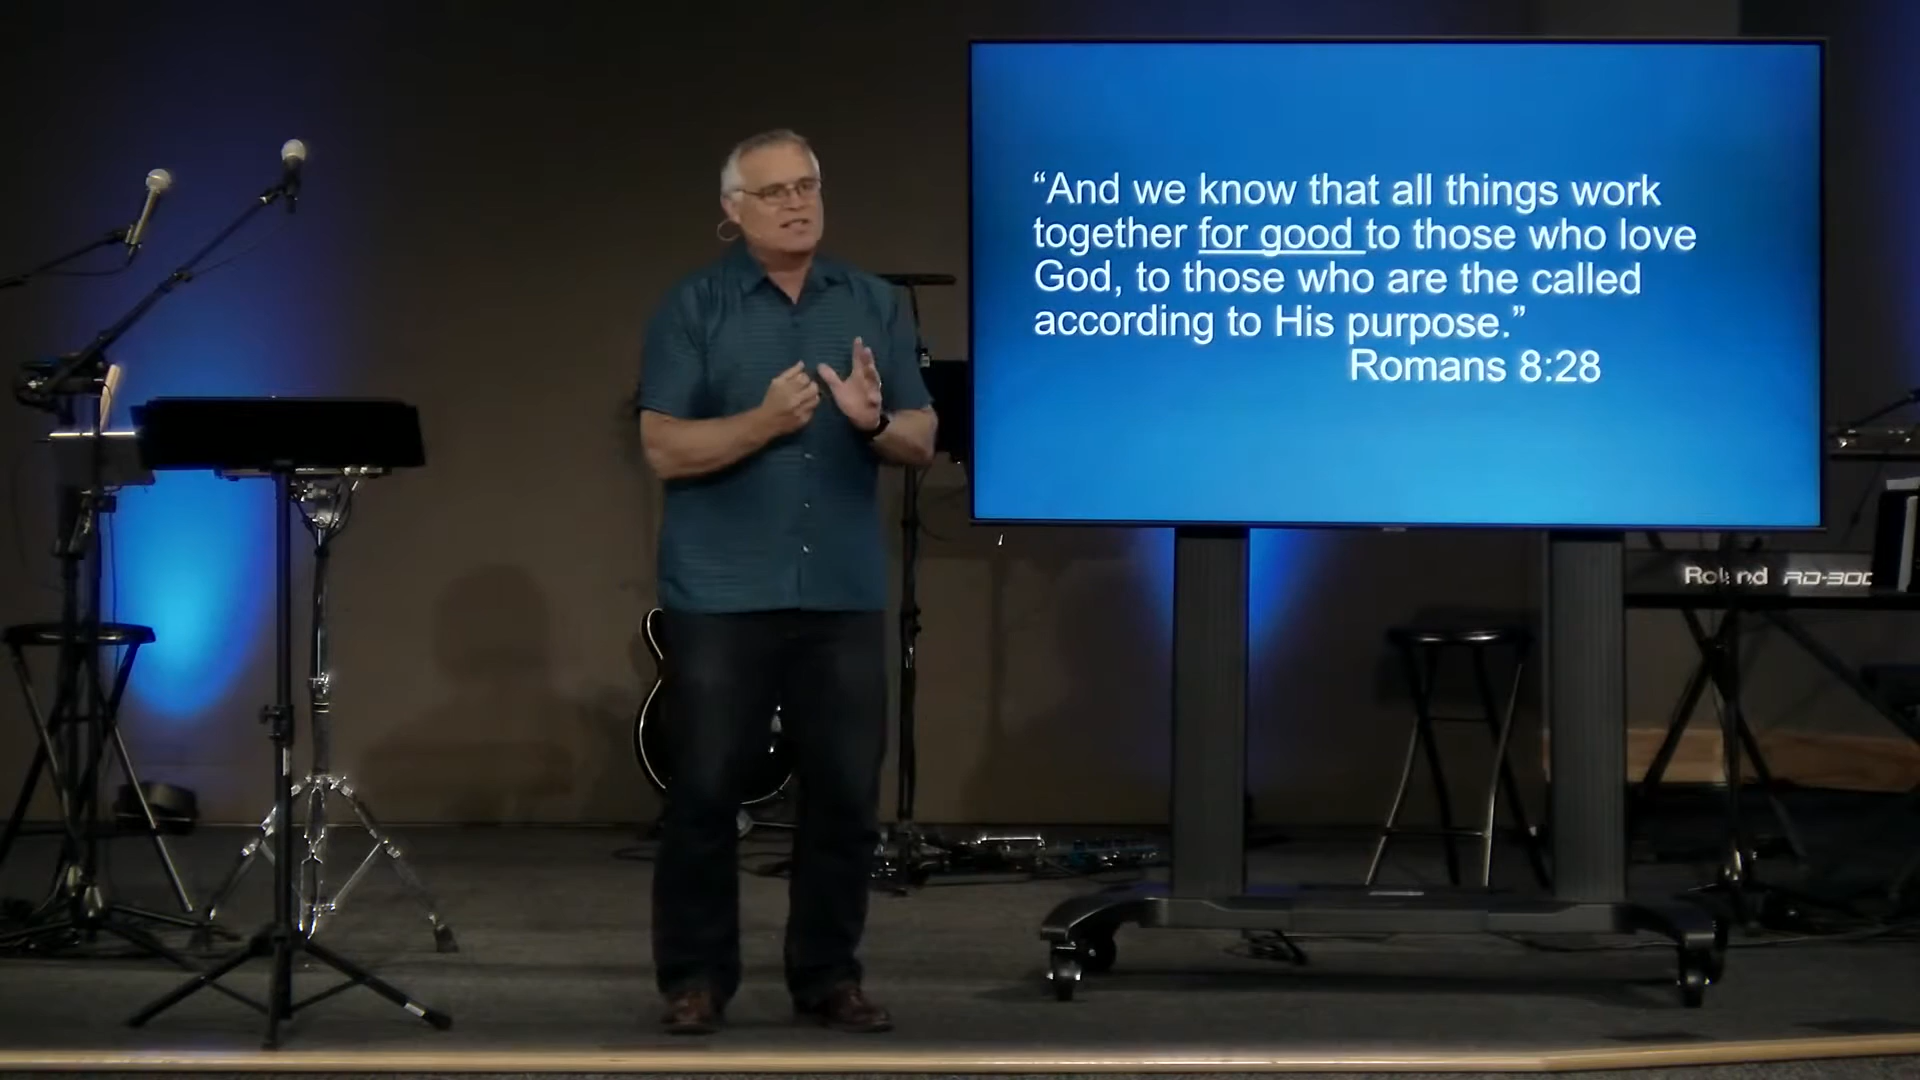 “And we know that all things work
together for good to those who love
God, to those who are the called
according to His purpose.”
Romans 8:28
Roland RD-300